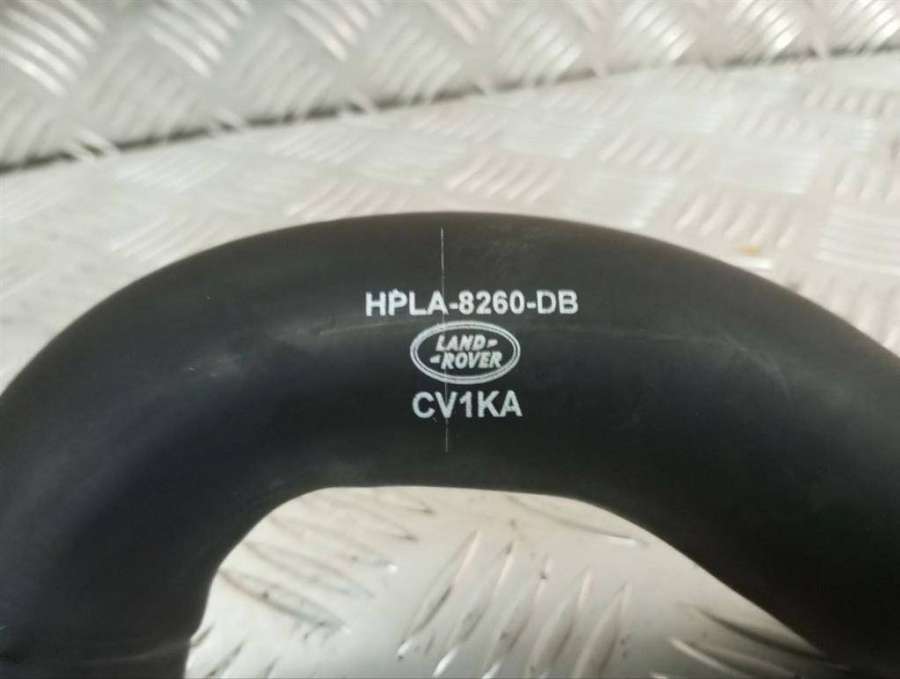 HPLA-8260-DB
LAND-
-ROVER
CV1KA